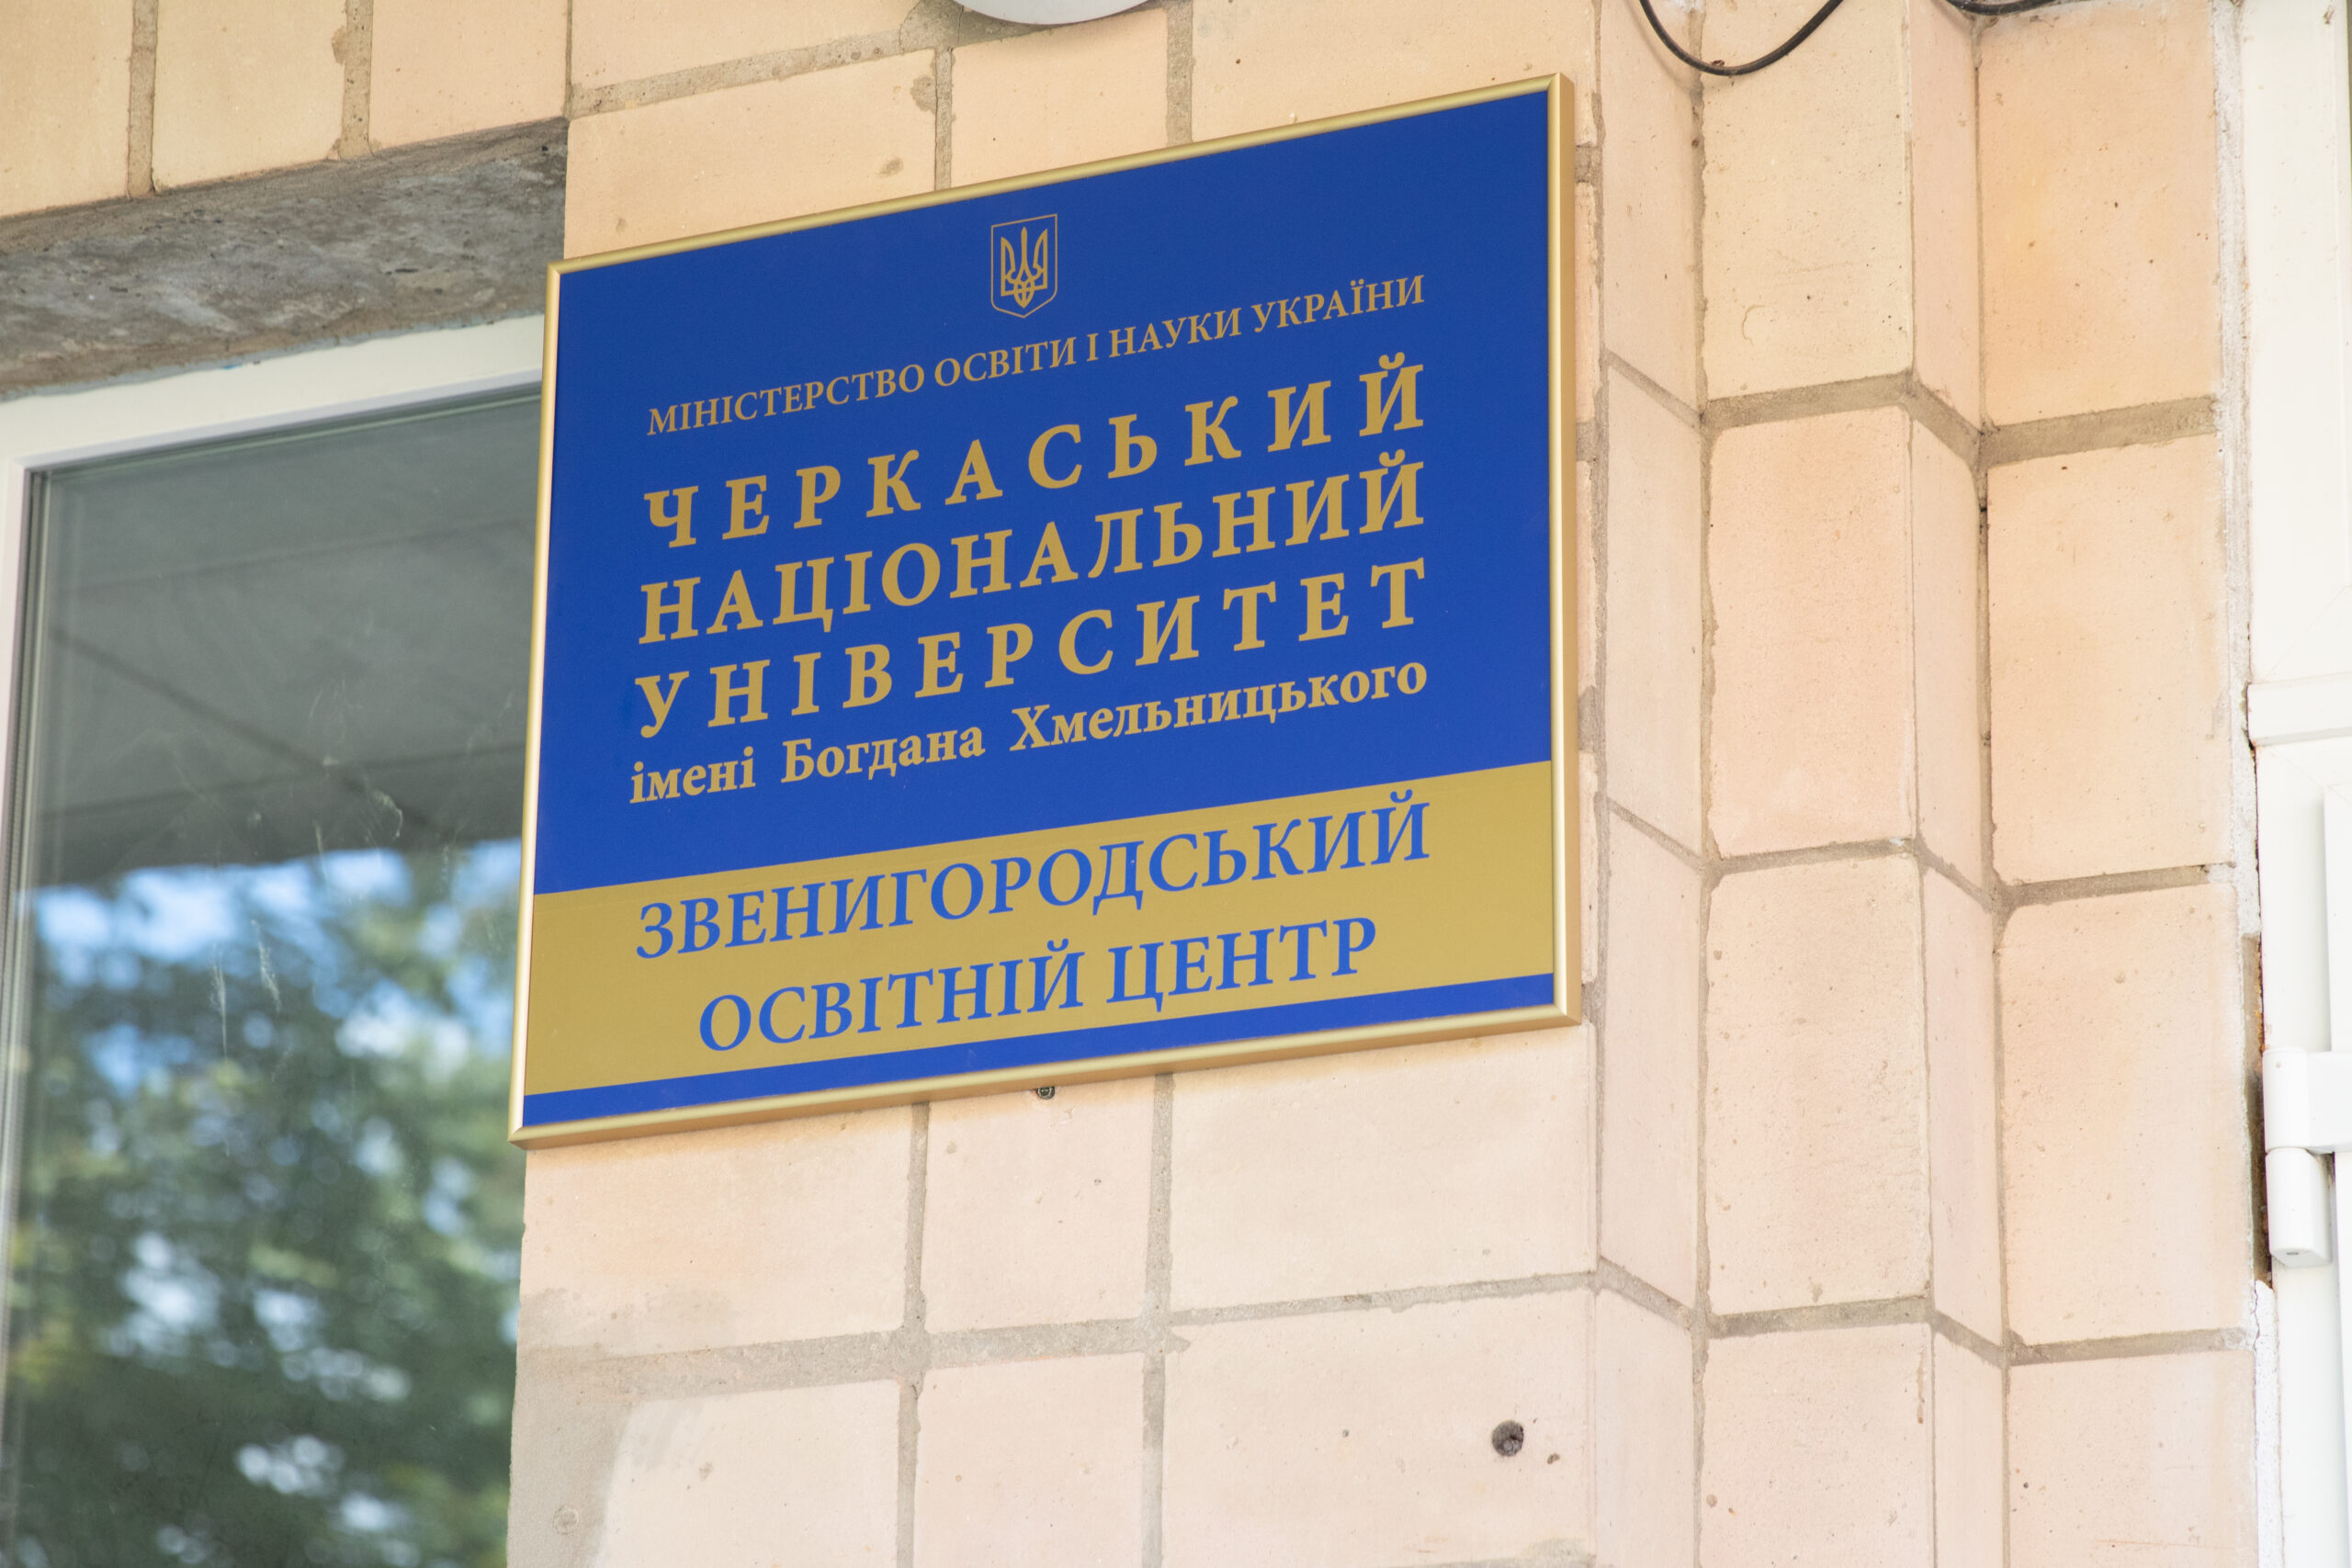 МІНІСТЕРСТВО ОСВІТИ І НАУКИ УКРАЇНИ
ЧЕРКАСЬКИЙ
НАЦІОНАЛЬНИЙ
УНІВЕРСИТЕТ
імені Богдана Хмельницького
ЗВЕНИГОРОДСЬКИЙ
ОСВІТНІЙ ЦЕНТР